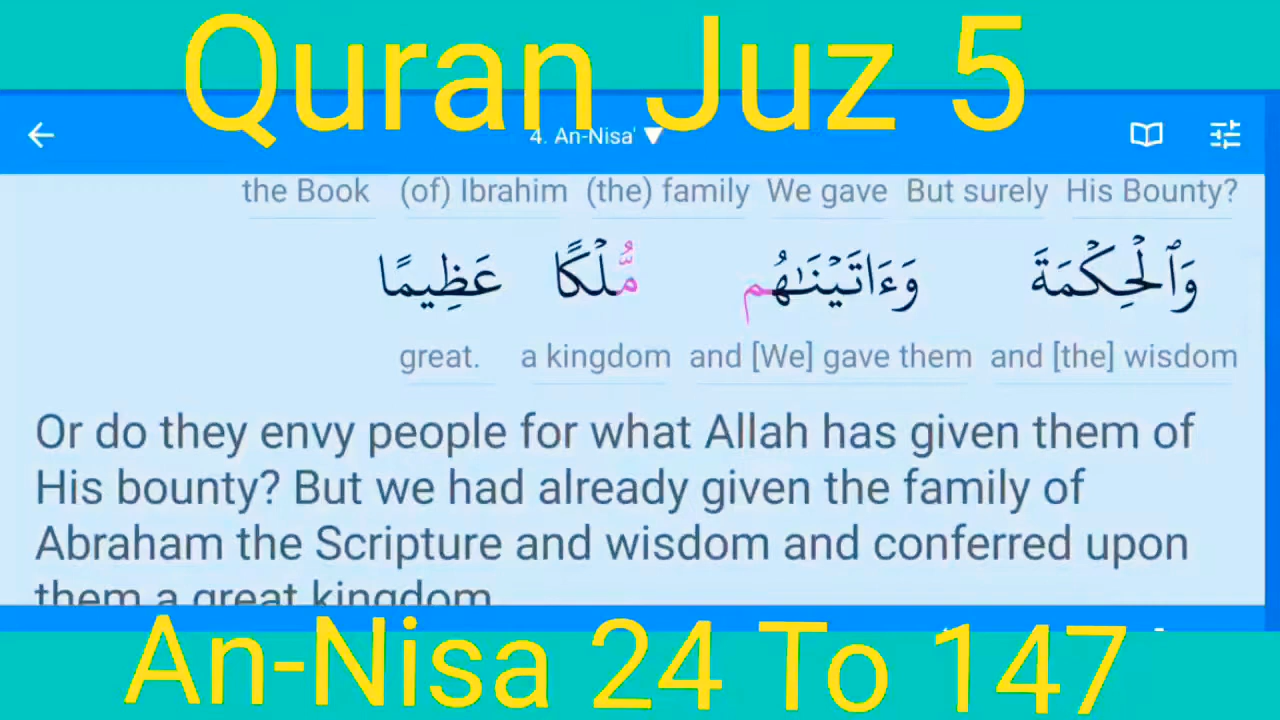 Quran Juz 5
4. An-Nisa' ▼
the Book (of) Ibrahim (the) family We gave But surely His Bounty?
وَٱلْحِكْمَةَ وَءَاتَيْنَـٰهُم مُّلْكًا عَظِيمًا
great. a kingdom and [We] gave them and [the] wisdom
Or do they envy people for what Allah has given them of
His bounty? But we had already given the family of
Abraham the Scripture and wisdom and conferred upon
them a great kingdom
An-Nisa 24 To 147